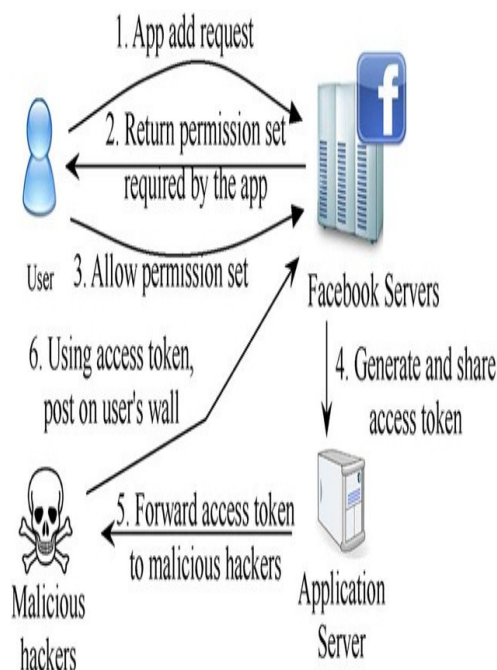 1. App add request
f
2. Return permission set
required by the app
User
3. Allow permission set
Facebook Servers
6. Using access token,
post on user's wall
4. Generate and share
access token
5. Forward access token
to malicious hackers
Malicious
hackers
Application
Server